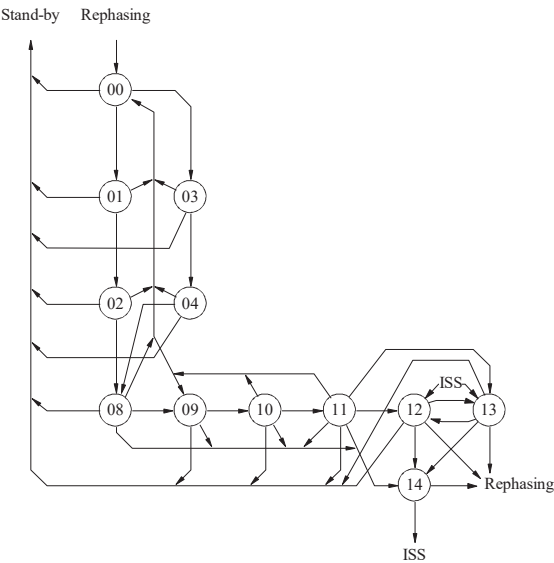 Stand-by Rephasing
00
01 03
02 04
ISS
08 09 10 11 12 13
14 Rephasing
ISS